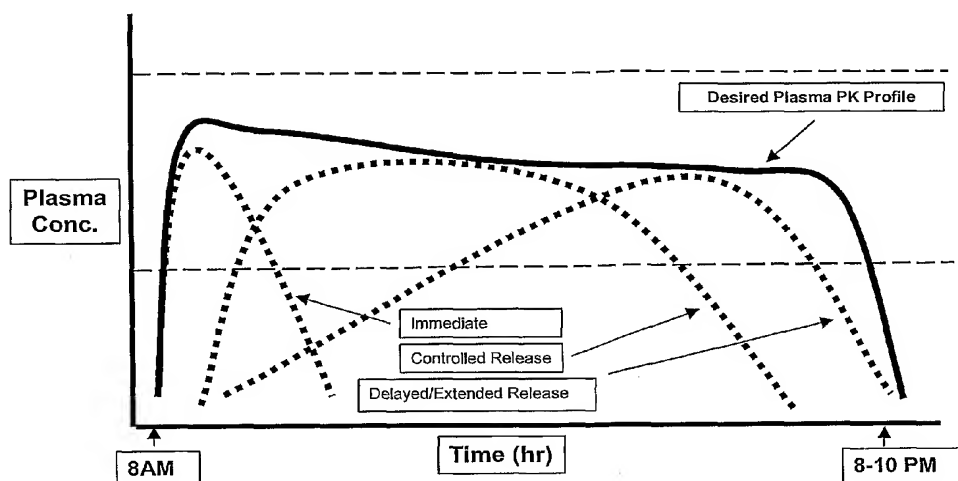 Desired Plasma PK Profile
Plasma
Conc.
Immediate
Controlled Release
Delayed/Extended Release
Time (hr)
8AM
8-10 PM